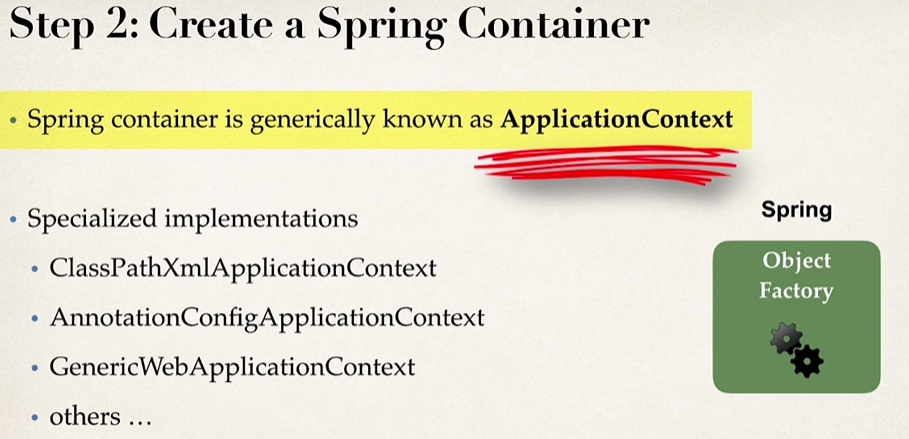 Step 2: Create a Spring Container
• Spring container is generically known as ApplicationContext
• Specialized implementations
• ClassPathXmlApplicationContext
• AnnotationConfigApplicationContext
• GenericWebApplicationContext
• others …
Spring
Object
Factory